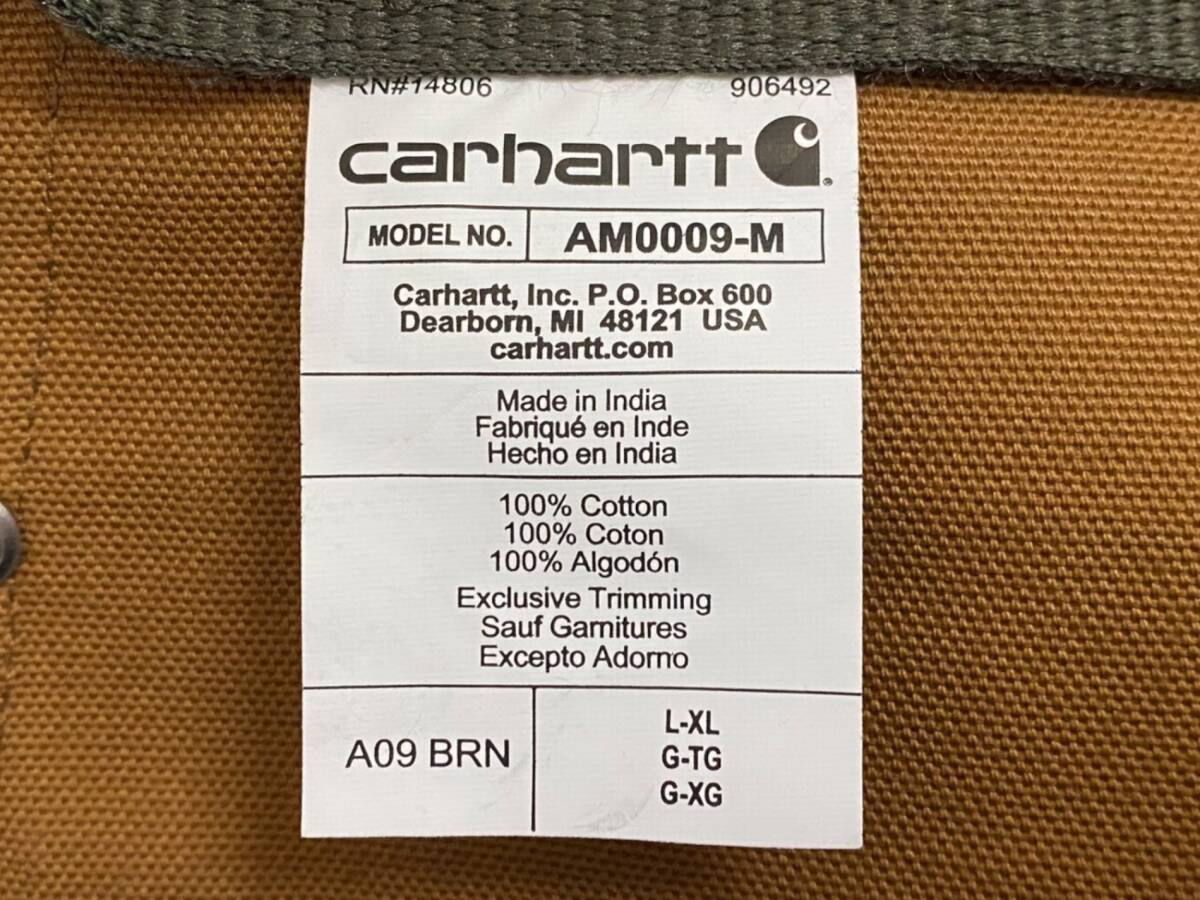 RN#14806 906492
carhartt
MODEL NO. AM0009-M
Carhartt, Inc. P.O. Box 600
Dearborn, MI 48121 USA
carhartt.com
Made in India
Fabriqué en Inde
Hecho en India
100% Cotton
100% Coton
100% Algodón
Exclusive Trimming
Sauf Garnitures
Excepto Adorno
A09 BRN
L-XL
G-TG
G-XG